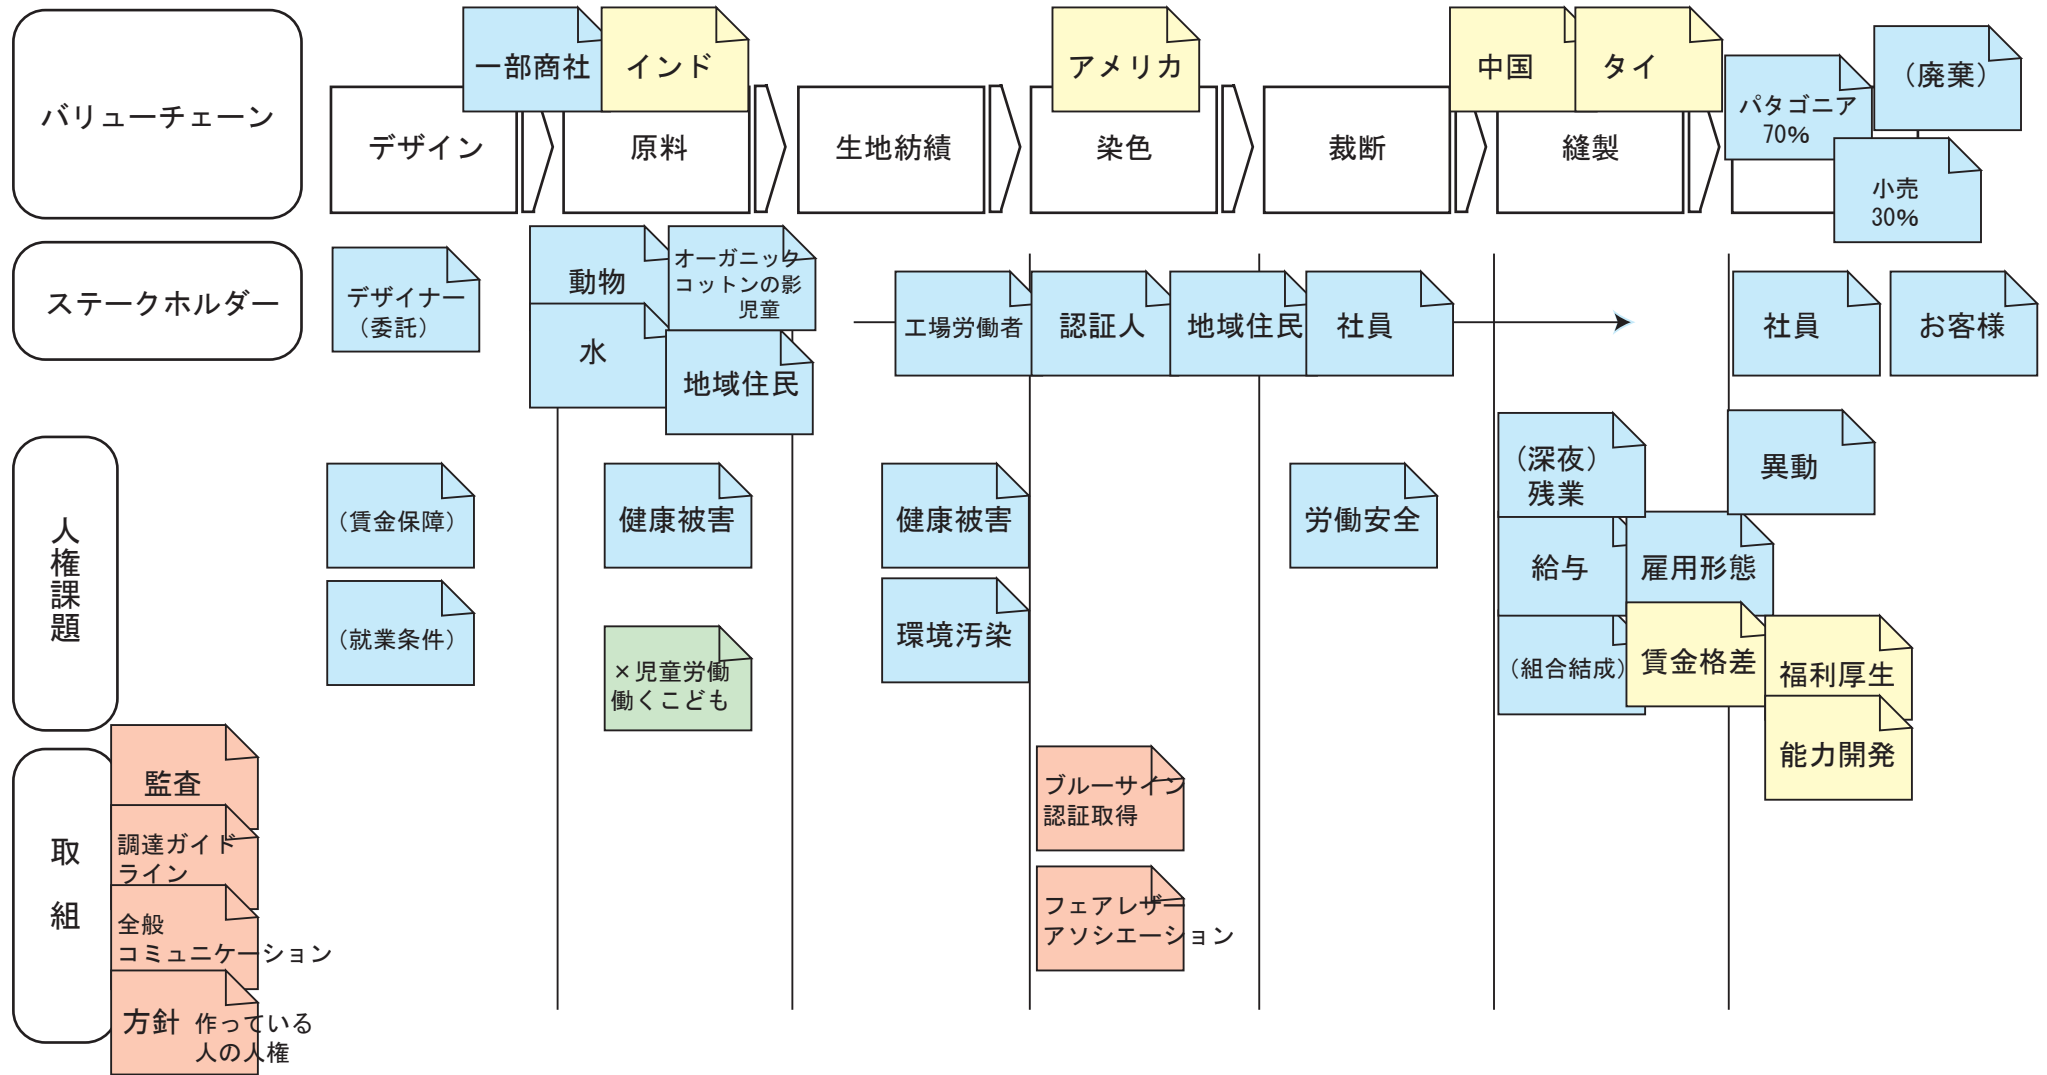 バリューチェーン
一部商社
インド
アメリカ
中国
タイ
パタゴニア
70%
（廃棄）
小売
30%
デザイン
原料
生地紡績
染色
裁断
縫製
ステークホルダー
デザイナー
（委託）
動物
オーガニック
コットンの影
児童
水
地域住民
工場労働者
認証人
地域住民
社員
社員
お客様
人権課題
（賃金保障）
（就業条件）
健康被害
×児童労働
働くこども
健康被害
環境汚染
労働安全
（深夜）
残業
異動
給与
雇用形態
（組合結成）
賃金格差
福利厚生
能力開発
取組
監査
調達ガイド
ライン
全般
コミュニケーション
方針 作っている
人の人権
ブルーサイン
認証取得
フェアレザー
アソシエーション